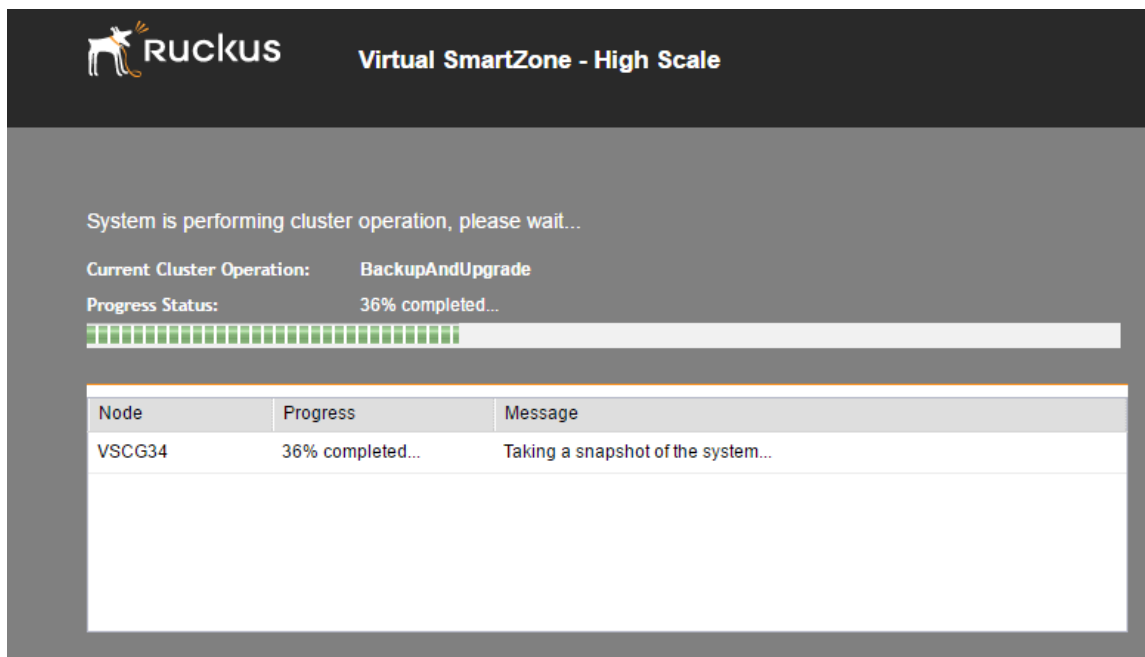 RUCKUS
Virtual SmartZone - High Scale
System is performing cluster operation, please wait...
Current Cluster Operation: BackupAndUpgrade
Progress Status: 36% completed...
Node Progress Message
VSCG34 36% completed... Taking a snapshot of the system...